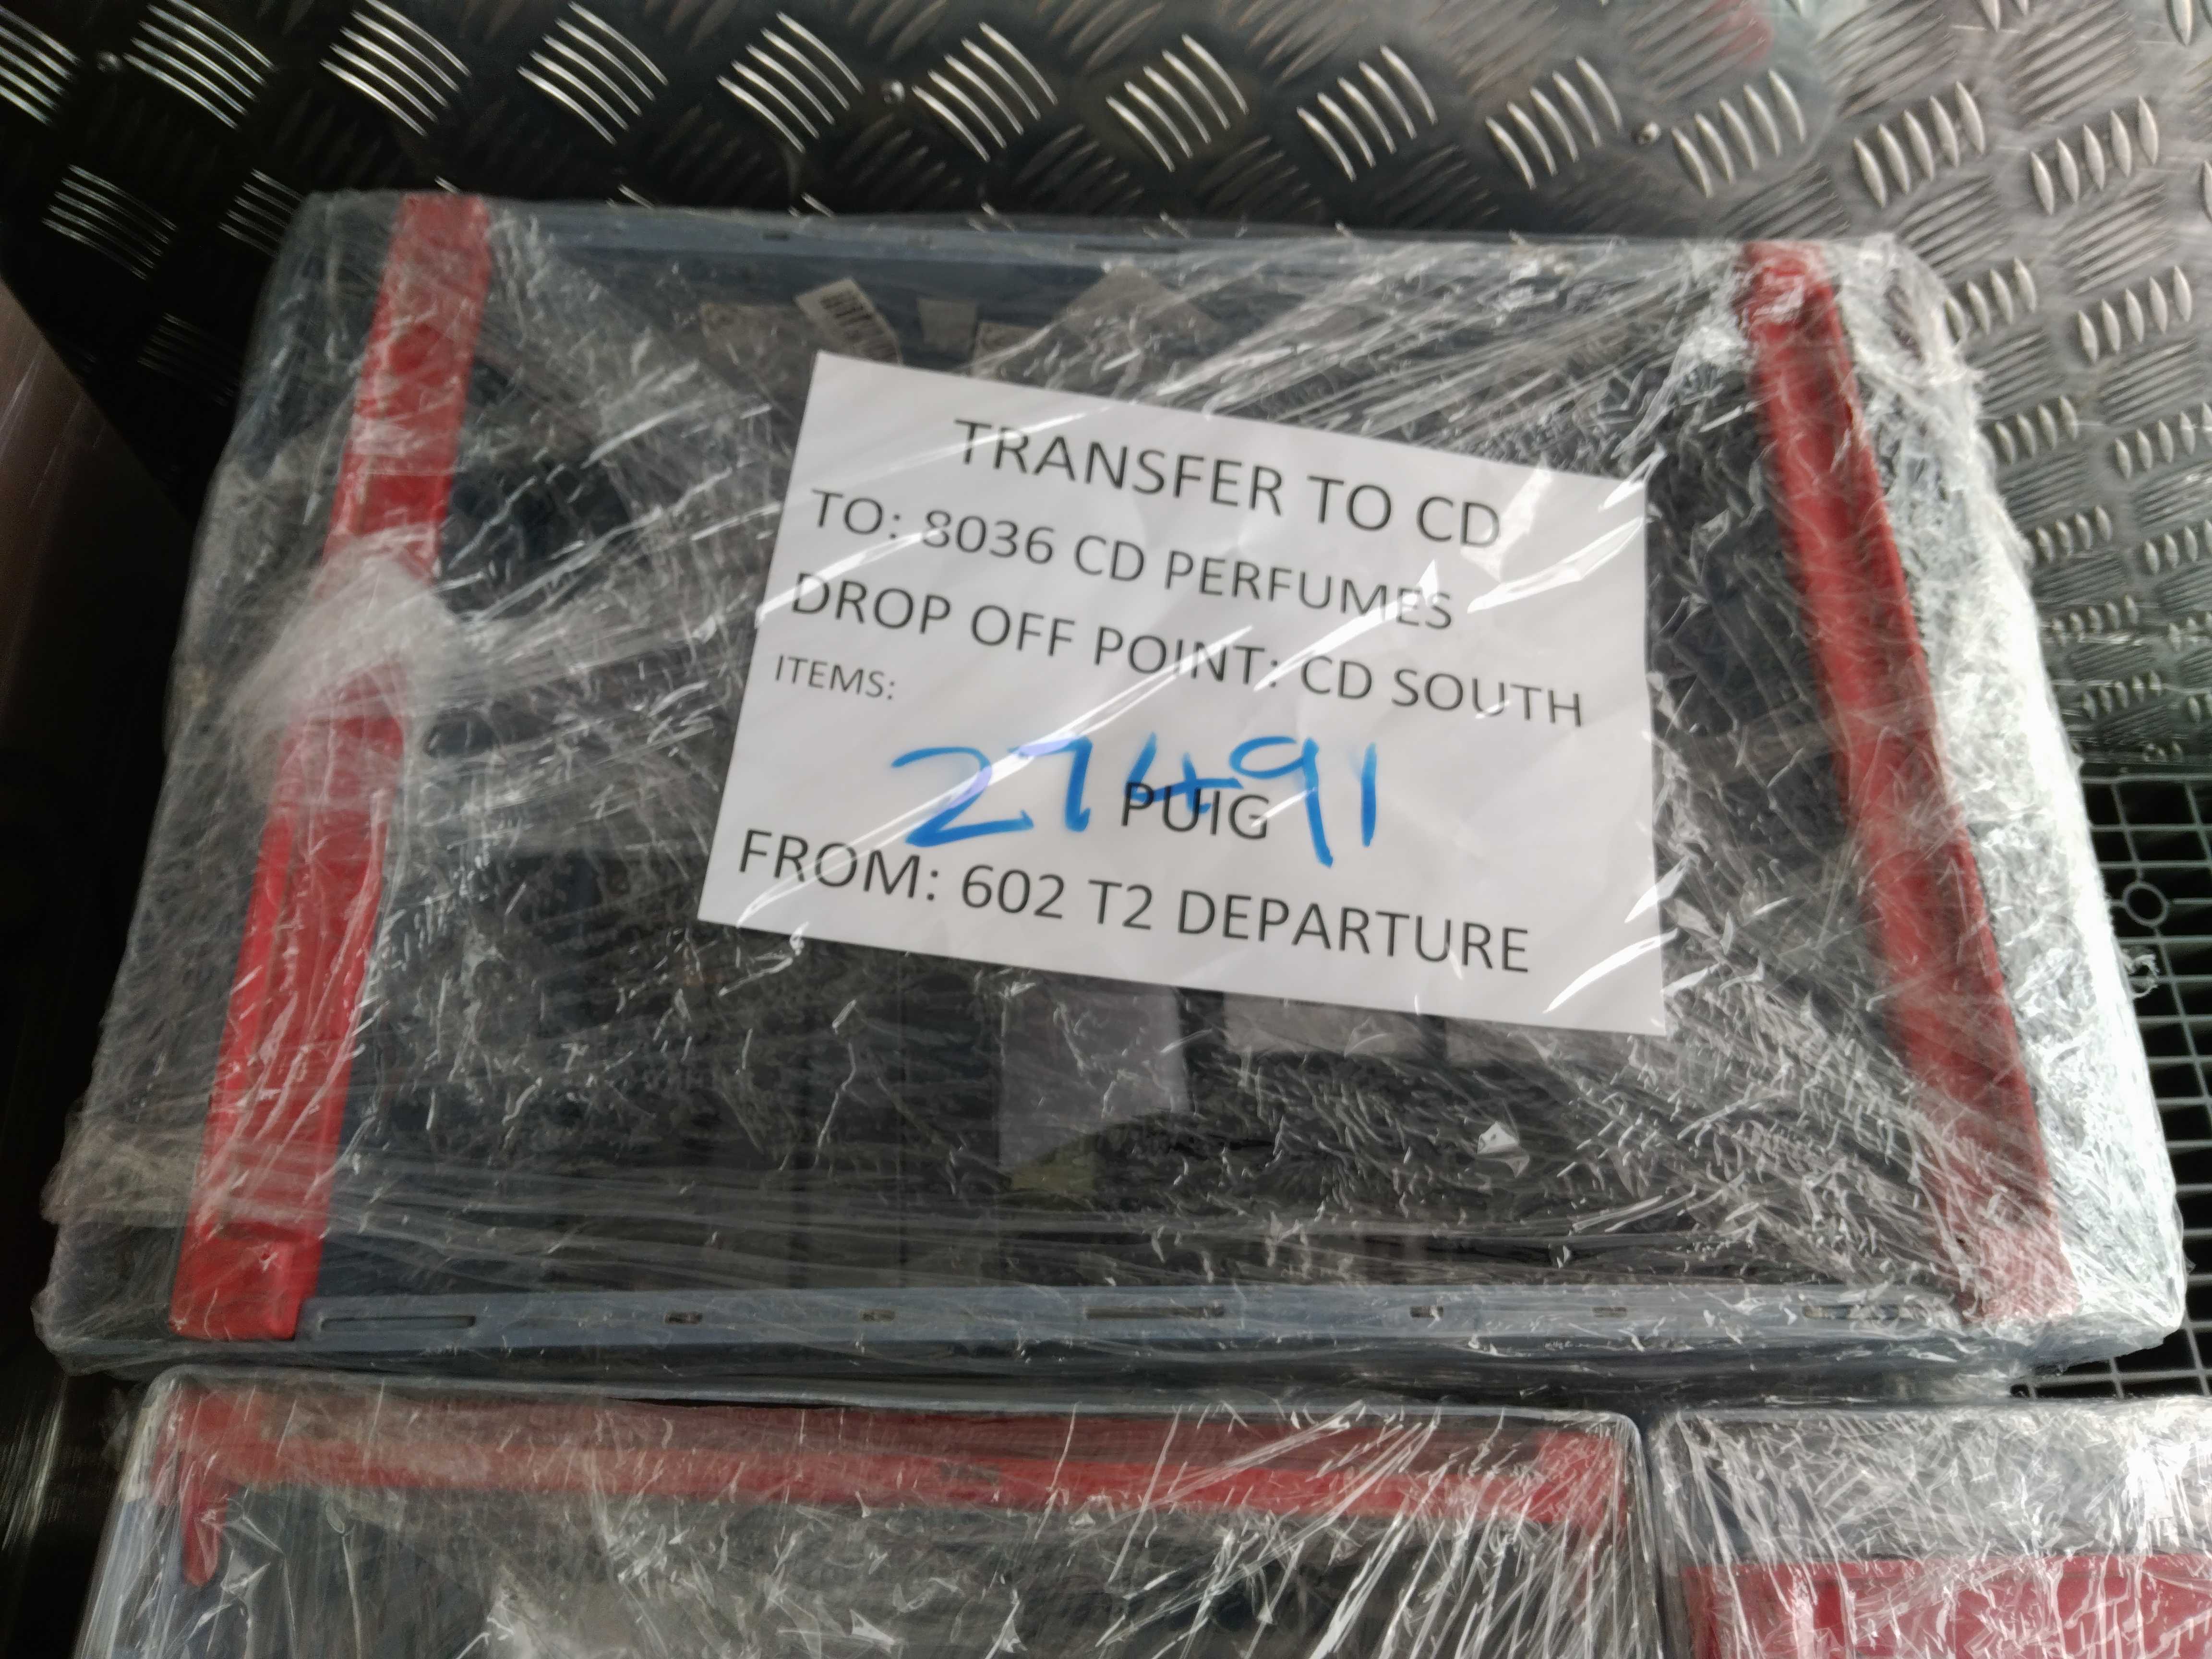 TRANSFER TO CD
TO: 8036 CD PERFUMES
DROP OFF POINT: CD SOUTH
ITEMS:
27491
PUIG
FROM: 602 T2 DEPARTURE